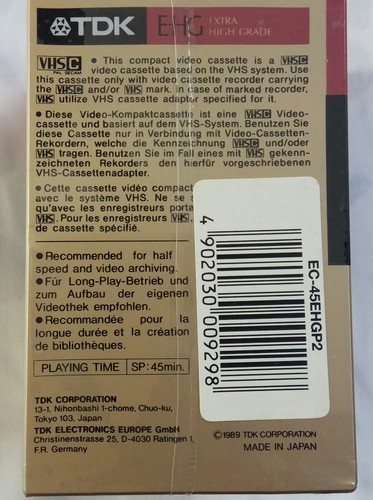 TDK EHG EXTRA
HIGH GRADE
VHSC
PAL SECAM
● This compact video cassette is a VHSC
video cassette based on the VHS system. Use
this cassette only with video cassette recorder carrying
the VHSC and/or VHS mark. In case of marked recorder,
VHS utilize VHS cassette adaptor specified for it.
● Diese Video-Kompaktcassette ist eine VHSC Video-
cassette und basiert auf dem VHS-System. Benutzen Sie
diese Cassette nur in Verbindung mit Video-Cassetten-
Rekordern, welche die Kennzeichnung VHSC und/oder
VHS tragen. Benutzen Sie im Fall eines mit VHS gekenn-
zeichneten Rekorders den hierfür vorgeschriebenen
VHS-Cassettenadapter.
● Cette cassette vidéo compact
avec le système VHS. Ne se
qu'avec les enregistreurs porta
VHS. Pour les enregistreurs VHS,
de cassette spécifié.
● Recommended for half
speed and video archiving.
● Für Long-Play-Betrieb und
zum Aufbau der eigenen
Videothek empfohlen.
● Recommandée pour la
longue durée et la création
de bibliothèques.
PLAYING TIME SP: 45min.
TDK CORPORATION
13-1, Nihonbashi 1-chome, Chuo-ku,
Tokyo 103, Japan
TDK ELECTRONICS EUROPE GmbH
Christinenstrasse 25, D-4030 Ratingen 1,
F.R. Germany
©1989 TDK CORPORATION
MADE IN JAPAN
EC-45EHGP2
4 902030 009298